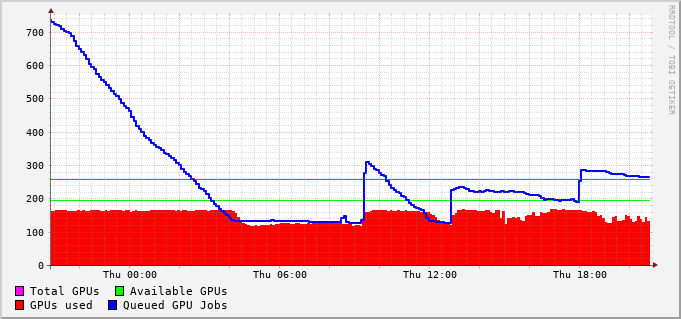 700
600
500
400
300
200
100
0
Thu 00:00 Thu 06:00 Thu 12:00 Thu 18:00
Total GPUs Available GPUs
GPUs used Queued GPU Jobs
RRDTOOL / TOBI OETIKER